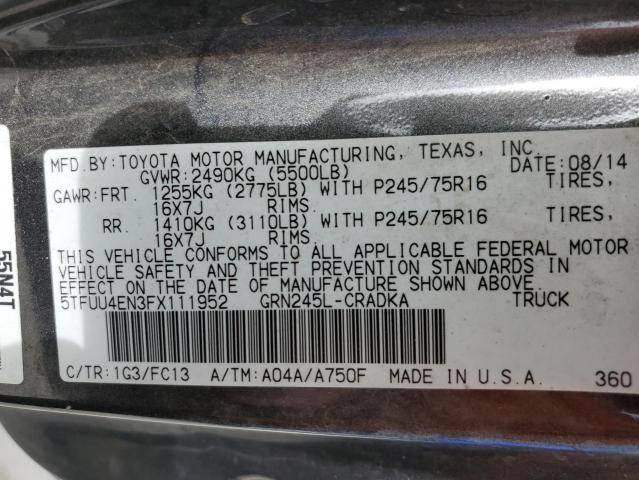 MFD.BY:TOYOTA MOTOR MANUFACTURING, TEXAS, INC. DATE:08/14
GVWR:2490KG (5500LB)
GAWR:FRT. 1255KG (2775LB) WITH P245/75R16 TIRES,
16X7J RIMS.
RR. 1410KG (3110LB) WITH P245/75R16 TIRES,
16X7J RIMS.
THIS VEHICLE CONFORMS TO ALL APPLICABLE FEDERAL MOTOR
VEHICLE SAFETY AND THEFT PREVENTION STANDARDS IN
EFFECT ON THE DATE OF MANUFACTURE SHOWN ABOVE.
5TFUU4EN3FX111952 GRN245L-CRADKA TRUCK
C/TR:1G3/FC13 A/TM:A04A/A750F MADE IN U.S.A. 360
55N4T